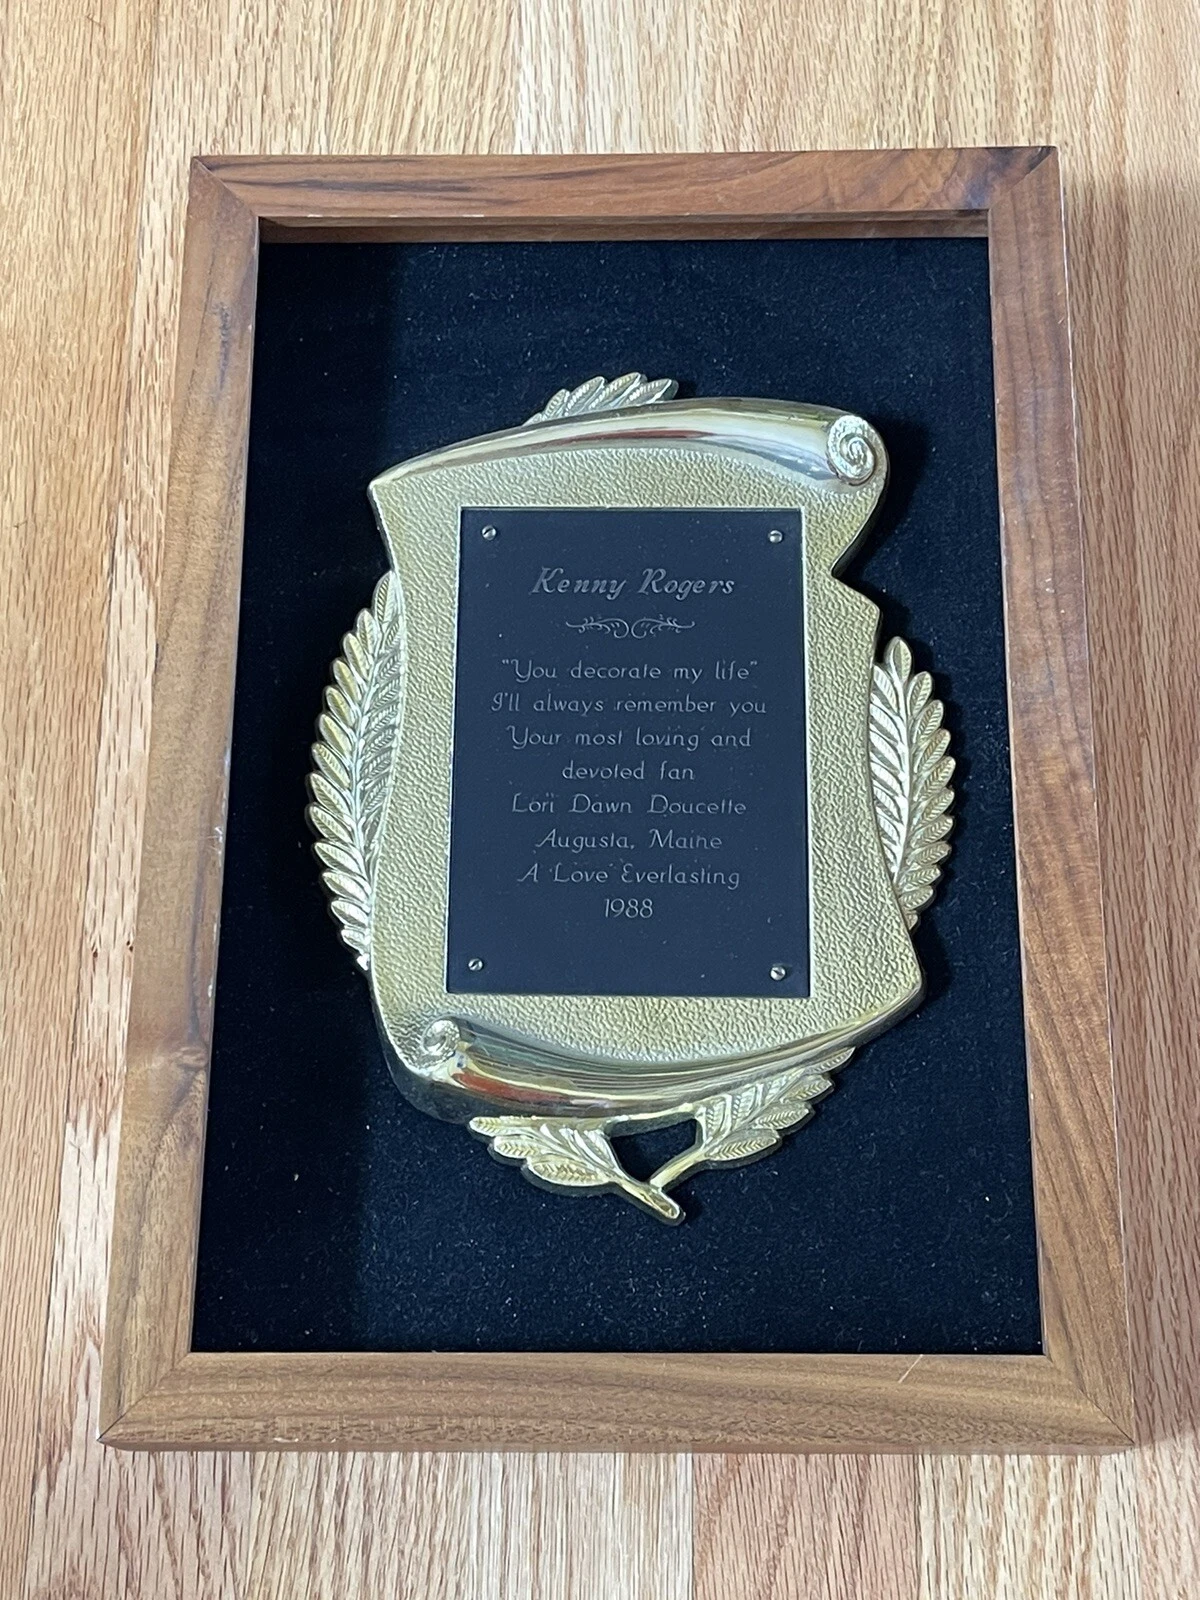 Kenny Rogers
"You decorate my life"
I'll always remember you
Your most loving and
devoted fan
Lori Dawn Doucette
Augusta, Maine
A Love Everlasting
1988